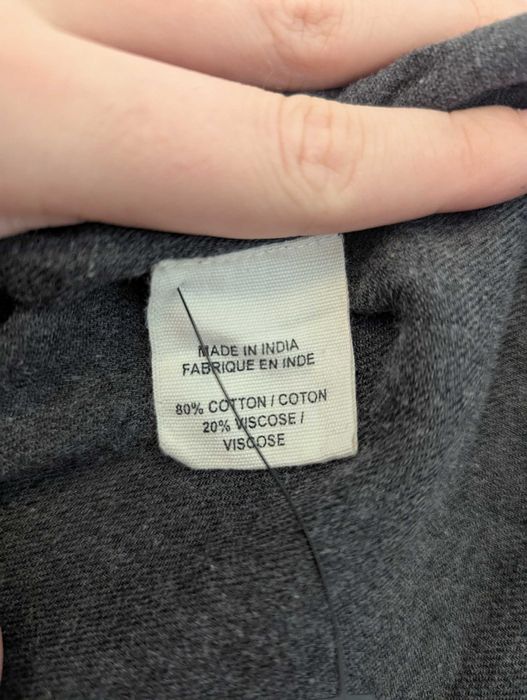 MADE IN INDIA
FABRIQUE EN INDE
80% COTTON / COTON
20% VISCOSE /
VISCOSE